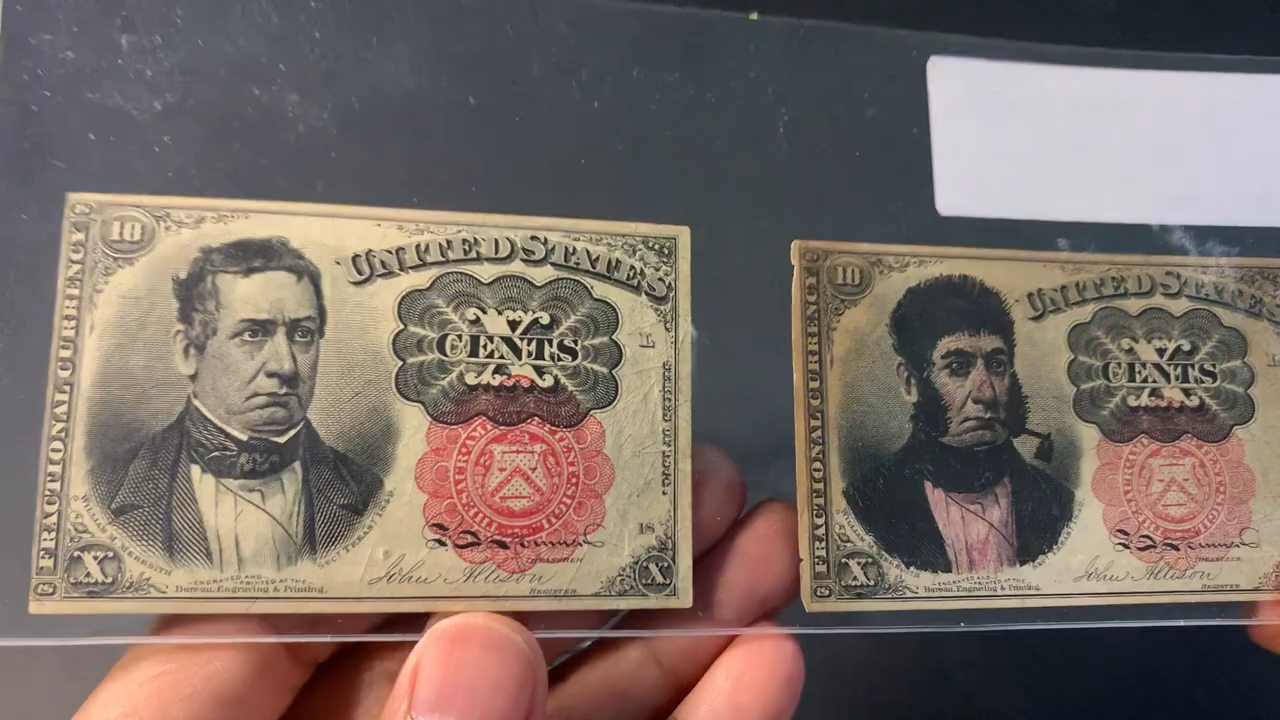 10
FRACTIONAL CURRENCY
UNITED STATES
X
CENTS
L
18
WILLIAM M. MEREDITH
SECY TREAS
John Allison
REGISTER
ENGRAVED AND
PRINTED AT THE
Bureau, Engraving & Printing.
X
X
10
FRACTIONAL CURRENCY
UNITED STATES
X
CENTS
John Allison
TREASURER
REGISTER
ENGRAVED AND
PRINTED AT THE
Bureau, Engraving & Printing.
X